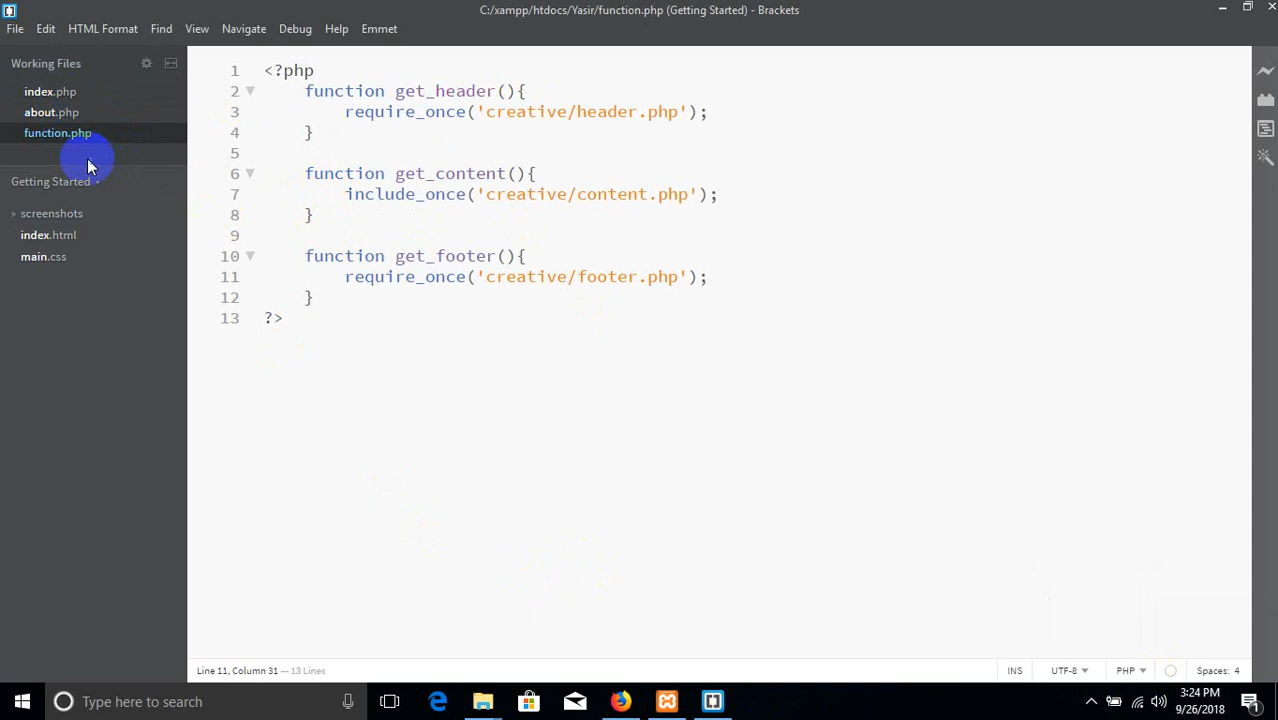 C:/xampp/htdocs/Yasir/function.php (Getting Started) - Brackets
File Edit HTML Format Find View Navigate Debug Help Emmet
Working Files
index.php
about.php
function.php
Getting Started
screenshots
index.html
main.css
1 <?php
2 function get_header(){
3 require_once('creative/header.php');
4 }
5
6 function get_content(){
7 include_once('creative/content.php');
8 }
9
10 function get_footer(){
11 require_once('creative/footer.php');
12 }
13 ?>
Line 11, Column 31 — 13 Lines
INS UTF-8 PHP Spaces: 4
Type here to search
3:24 PM
9/26/2018
1